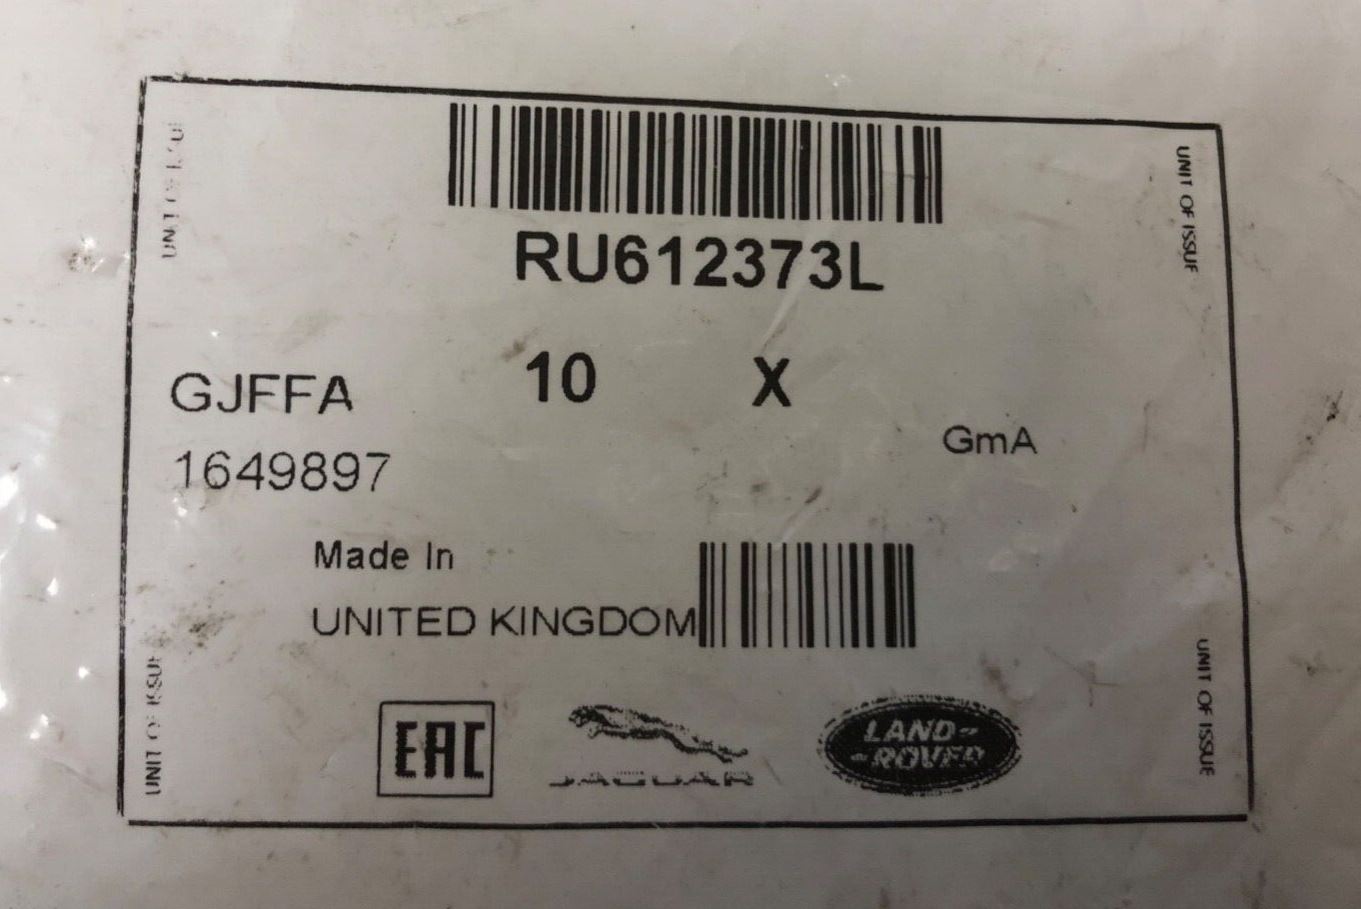 UNIT OF ISSUE
UNIT OF ISSUE
RU612373L
10 X
GJFFA
GmA
1649897
Made In
UNITED KINGDOM
UNIT OF ISSUE
UNIT OF ISSUE
EAC
JAGUAR
LAND-
-ROVER